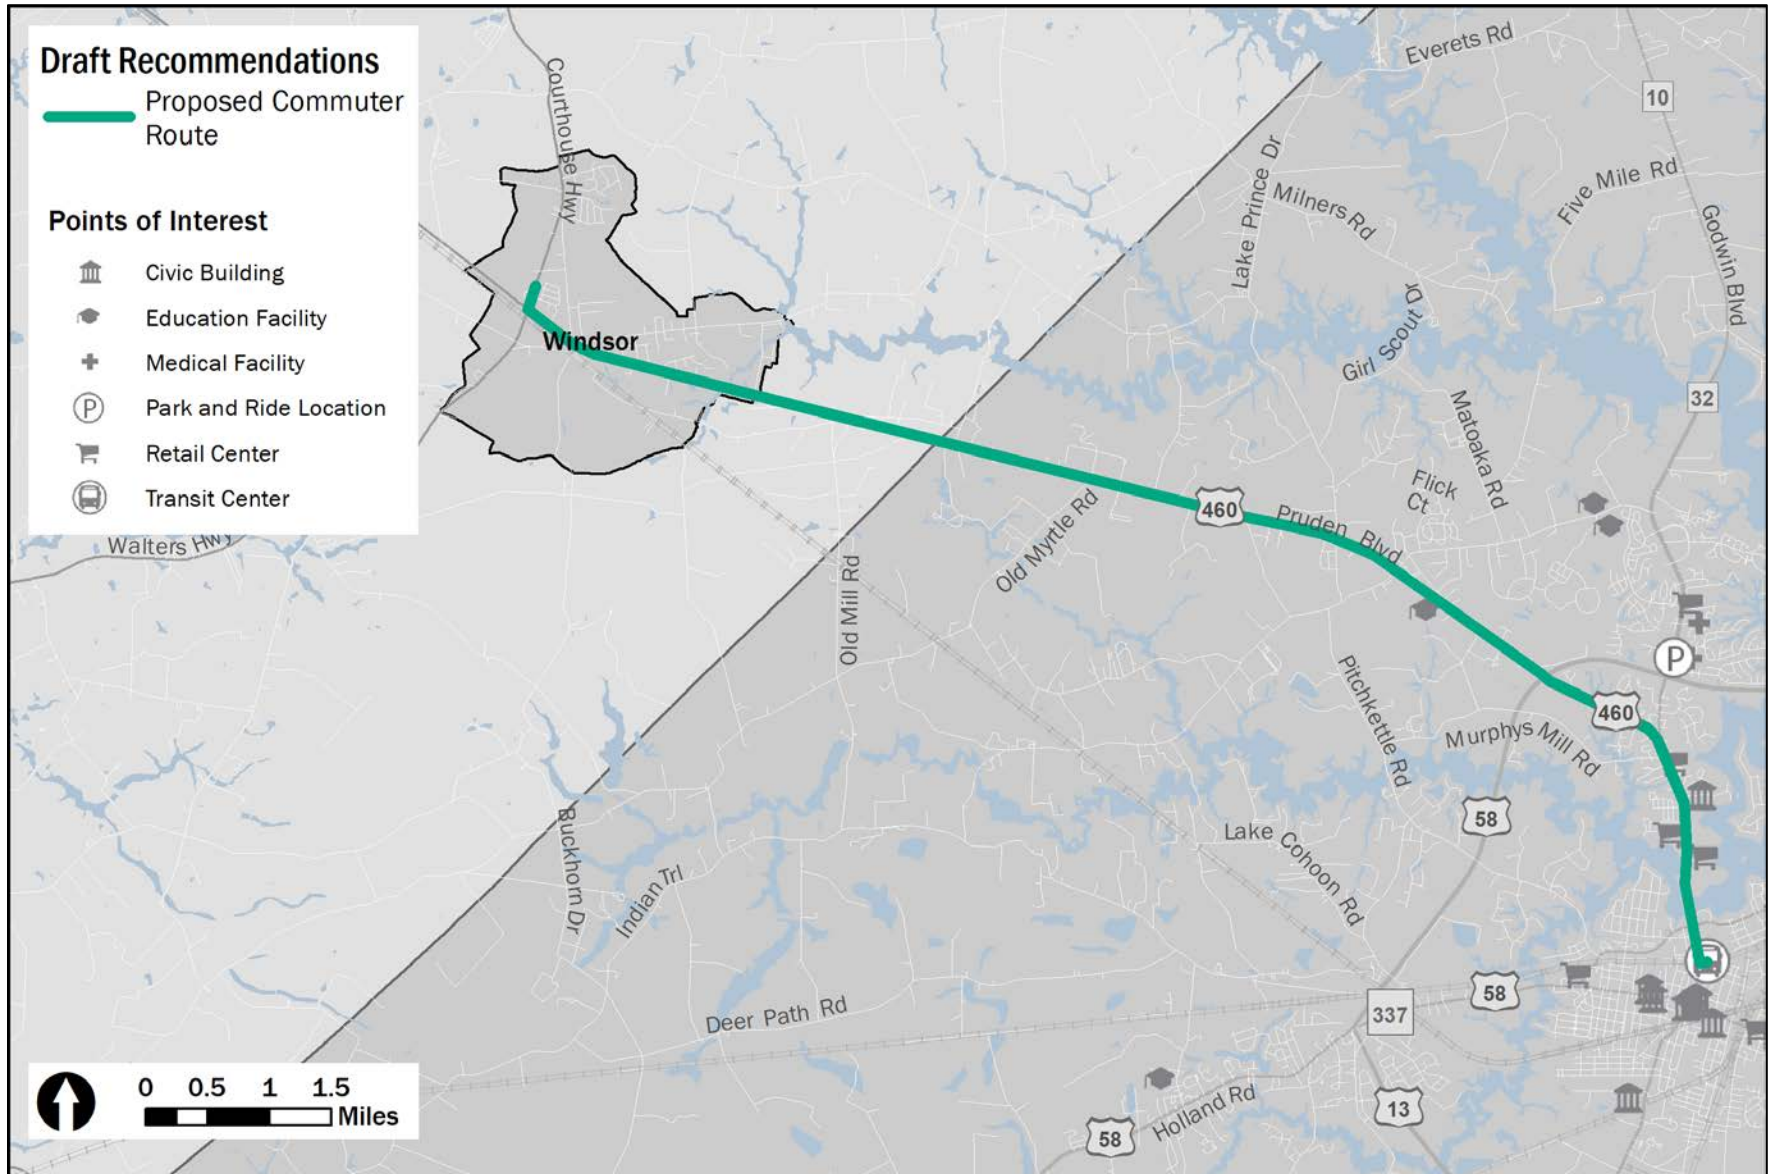 Draft Recommendations
Proposed Commuter
Route
Points of Interest
Civic Building
Education Facility
Medical Facility
P
Park and Ride Location
Retail Center
Transit Center
Courthouse Hwy
Everets Rd
10
Lake Prince Dr
Milners Rd
Five Mile Rd
Godwin Blvd
Windsor
Girl Scout Dr
32
Matoaka Rd
Flick
Ct
460
Pruden Blvd
Old Myrtle Rd
Walters Hwy
Old Mill Rd
P
Pitchkettle Rd
460
Murphys Mill Rd
58
Buckhorn Dr
Indian Trl
Lake Cohoon Rd
58
337
Deer Path Rd
0 0.5 1 1.5
Miles
Holland Rd
13
58